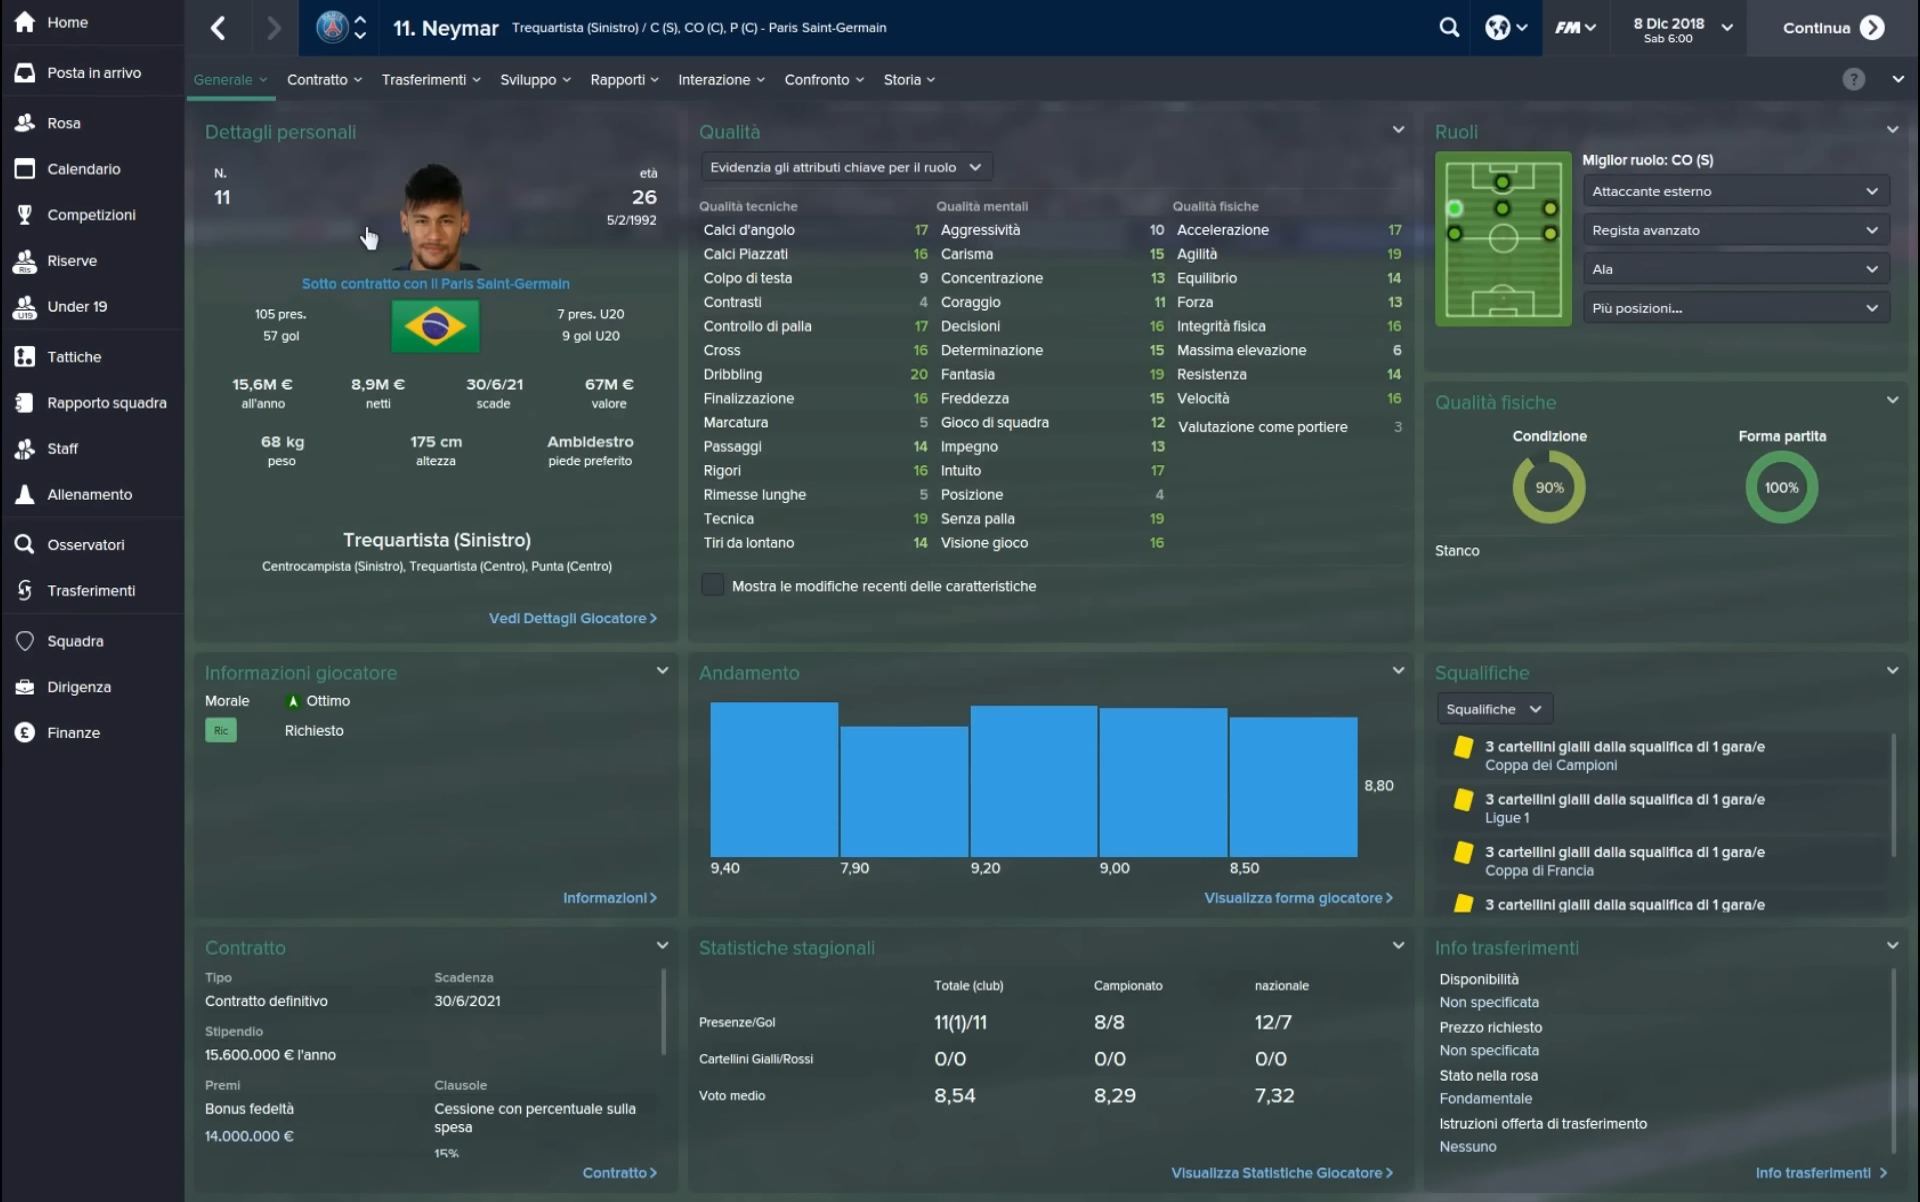 Home
Posta in arrivo
Rosa
Calendario
Competizioni
Ris
Riserve
U19
Under 19
Tattiche
Rapporto squadra
Staff
Allenamento
Osservatori
Trasferimenti
Squadra
Dirigenza
Finanze
11. Neymar Trequartista (Sinistro) / C (S), CO (C), P (C) - Paris Saint-Germain
FM
8 Dic 2018
Sab 6:00
Continua
Generale Contratto Trasferimenti Sviluppo Rapporti Interazione Confronto Storia
?
Dettagli personali
N.
11
età
26
5/2/1992
Sotto contratto con il Paris Saint-Germain
105 pres.
57 gol
7 pres. U20
9 gol U20
15,6M € 8,9M € 30/6/21 67M €
all'anno netti scade valore
68 kg 175 cm Ambidestro
peso altezza piede preferito
Trequartista (Sinistro)
Centrocampista (Sinistro), Trequartista (Centro), Punta (Centro)
Vedi Dettagli Giocatore >
Qualità
Evidenzia gli attributi chiave per il ruolo
Qualità tecniche Qualità mentali Qualità fisiche
Calci d'angolo 17 Aggressività 10 Accelerazione 17
Calci Piazzati 16 Carisma 15 Agilità 19
Colpo di testa 9 Concentrazione 13 Equilibrio 14
Contrasti 4 Coraggio 11 Forza 13
Controllo di palla 17 Decisioni 16 Integrità fisica 16
Cross 16 Determinazione 15 Massima elevazione 6
Dribbling 20 Fantasia 19 Resistenza 14
Finalizzazione 16 Freddezza 15 Velocità 16
Marcatura 5 Gioco di squadra 12 Valutazione come portiere 3
Passaggi 14 Impegno 13
Rigori 16 Intuito 17
Rimesse lunghe 5 Posizione 4
Tecnica 19 Senza palla 19
Tiri da lontano 14 Visione gioco 16
Mostra le modifiche recenti delle caratteristiche
Ruoli
Miglior ruolo: CO (S)
Attaccante esterno
Regista avanzato
Ala
Più posizioni...
Qualità fisiche
Condizione Forma partita
90% 100%
Stanco
Informazioni giocatore
Morale Ottimo
Ric Richiesto
Informazioni >
Andamento
8,80
9,40 7,90 9,20 9,00 8,50
Visualizza forma giocatore >
Squalifiche
Squalifiche
3 cartellini gialli dalla squalifica di 1 gara/e
Coppa dei Campioni
3 cartellini gialli dalla squalifica di 1 gara/e
Ligue 1
3 cartellini gialli dalla squalifica di 1 gara/e
Coppa di Francia
3 cartellini gialli dalla squalifica di 1 gara/e
Contratto
Tipo Scadenza
Contratto definitivo 30/6/2021
Stipendio
15.600.000 € l'anno
Premi Clausole
Bonus fedeltà Cessione con percentuale sulla
spesa
14.000.000 €
15%
Contratto >
Statistiche stagionali
Totale (club) Campionato nazionale
Presenze/Gol 11(1)/11 8/8 12/7
Cartellini Gialli/Rossi 0/0 0/0 0/0
Voto medio 8,54 8,29 7,32
Visualizza Statistiche Giocatore >
Info trasferimenti
Disponibilità
Non specificata
Prezzo richiesto
Non specificata
Stato nella rosa
Fondamentale
Istruzioni offerta di trasferimento
Nessuno
Info trasferimenti >